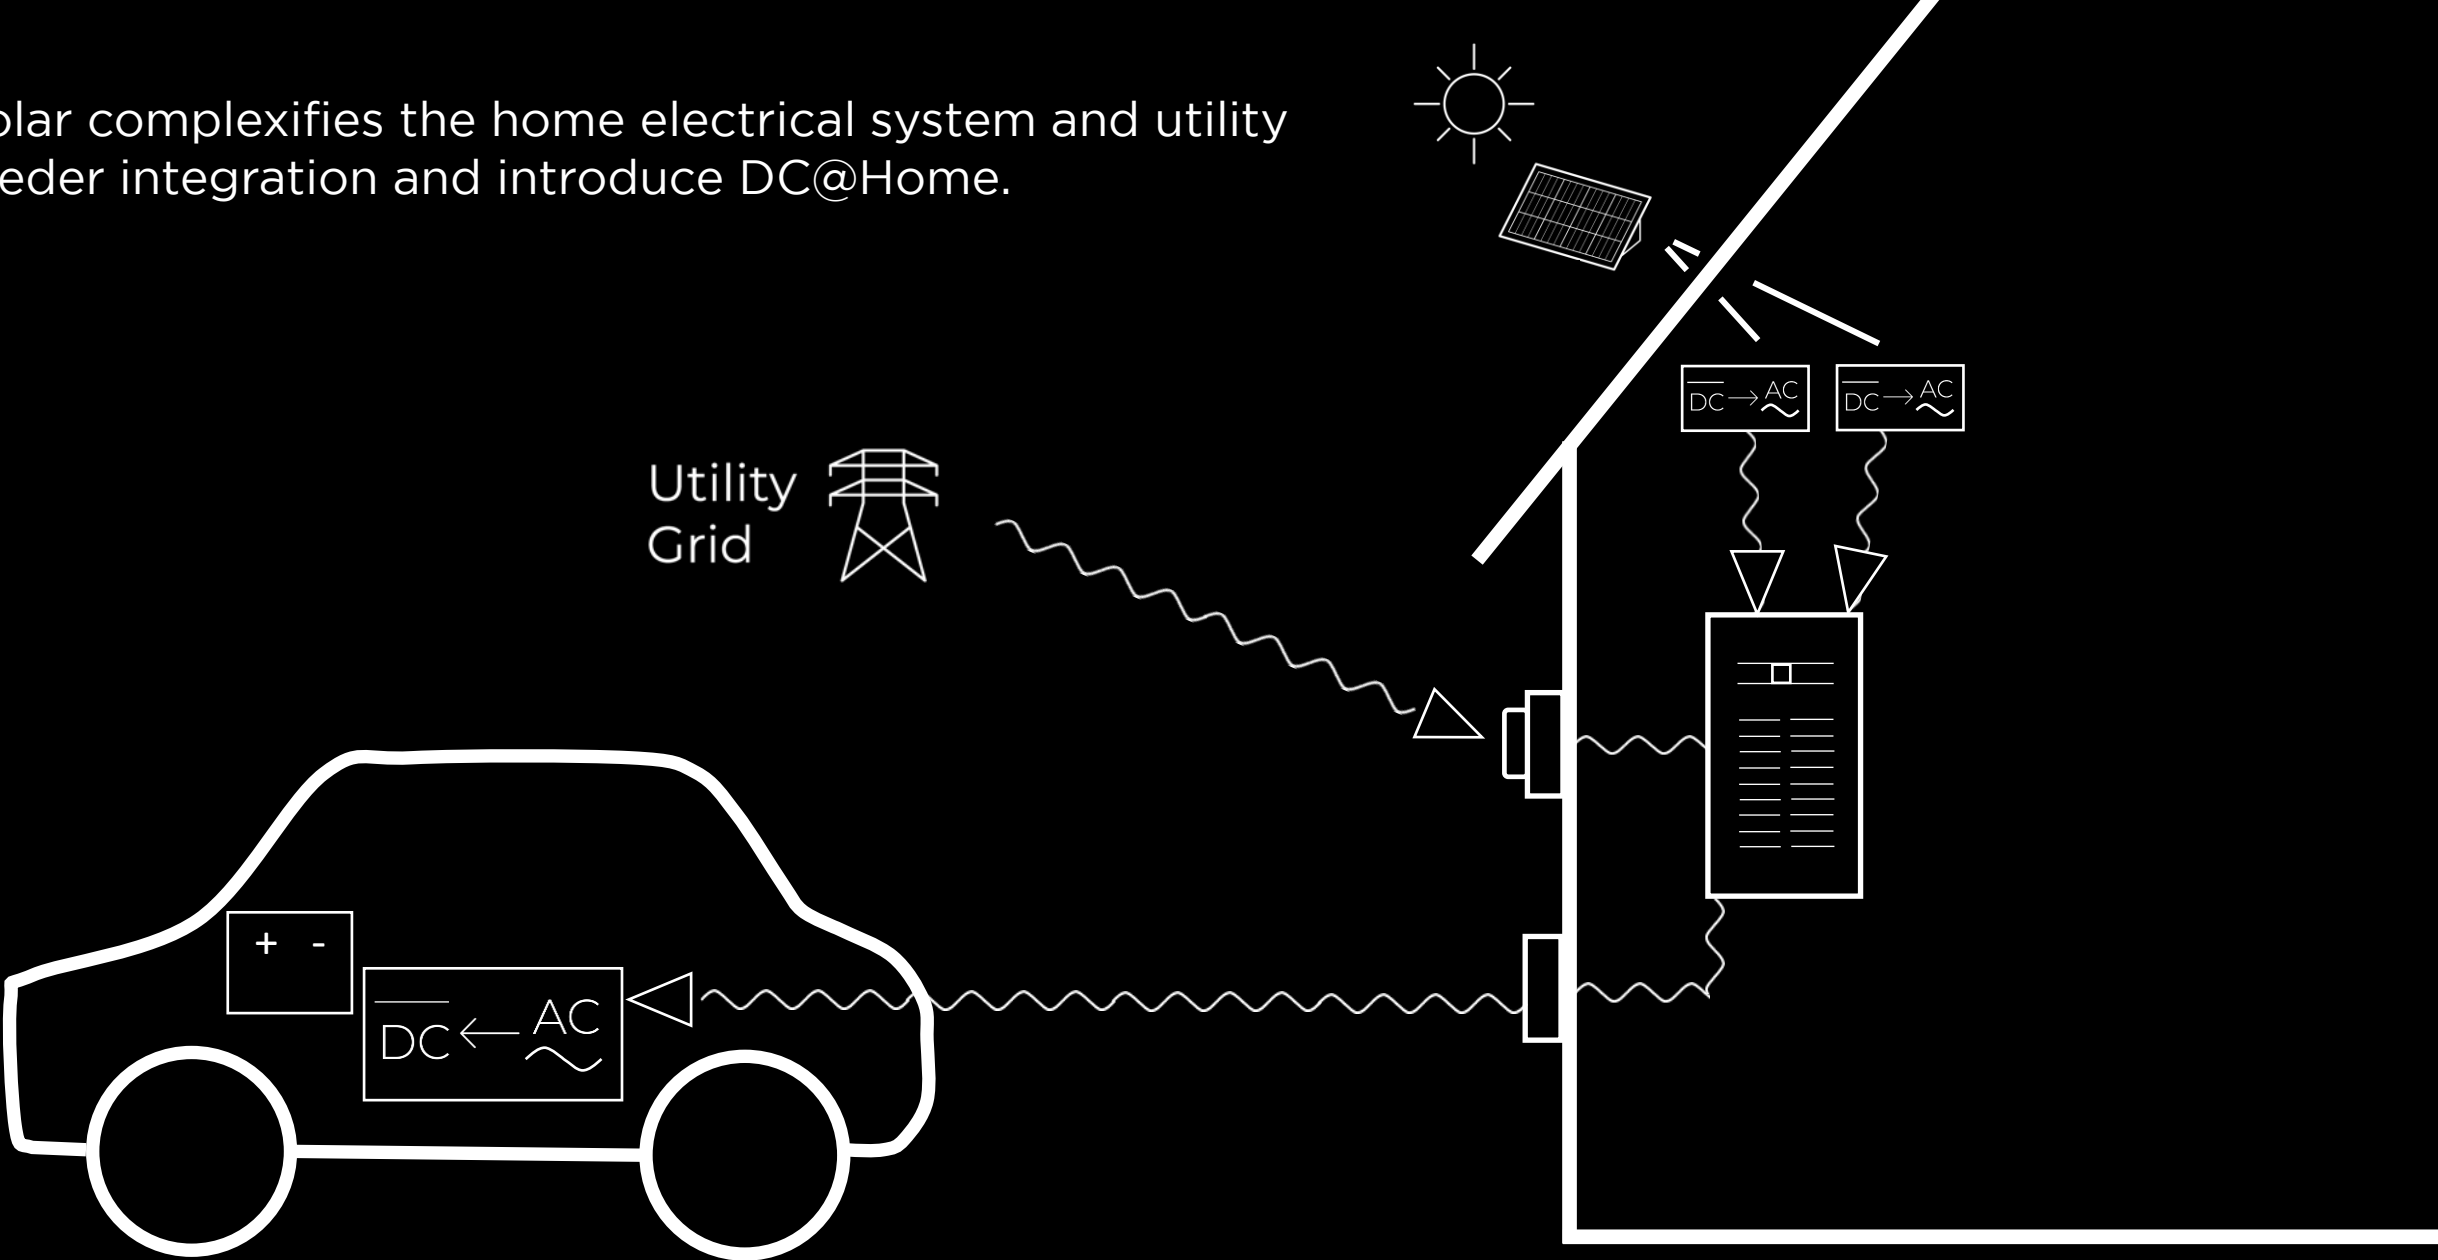 olar complexifies the home electrical system and utility
eder integration and introduce DC@Home.
DC → AC
DC → AC
Utility
Grid
+ -
DC ← AC